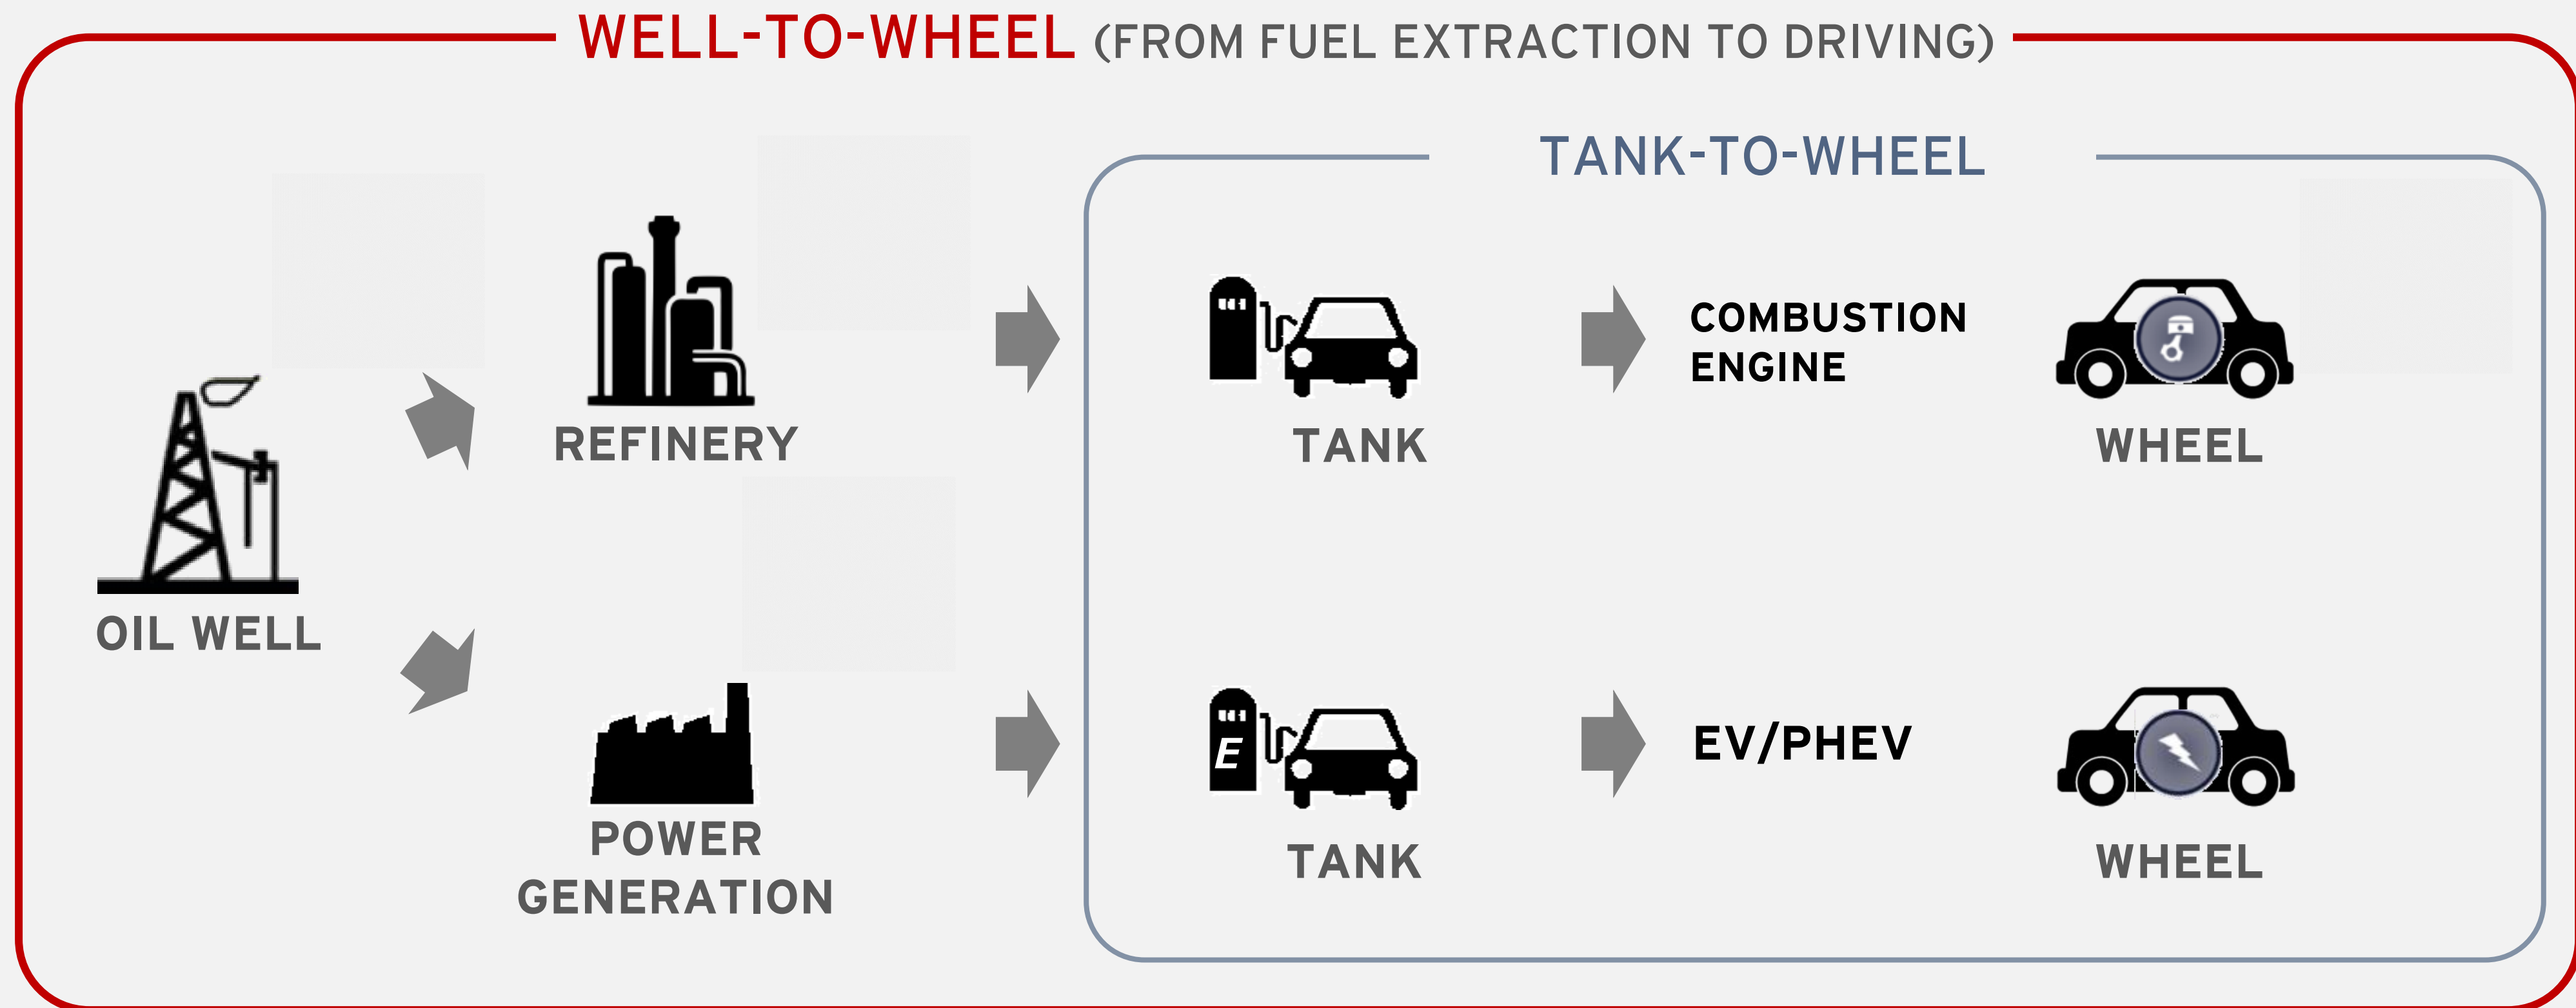 WELL-TO-WHEEL (FROM FUEL EXTRACTION TO DRIVING)
TANK-TO-WHEEL
COMBUSTION
ENGINE
REFINERY
TANK
WHEEL
OIL WELL
E
EV/PHEV
POWER
GENERATION
TANK
WHEEL